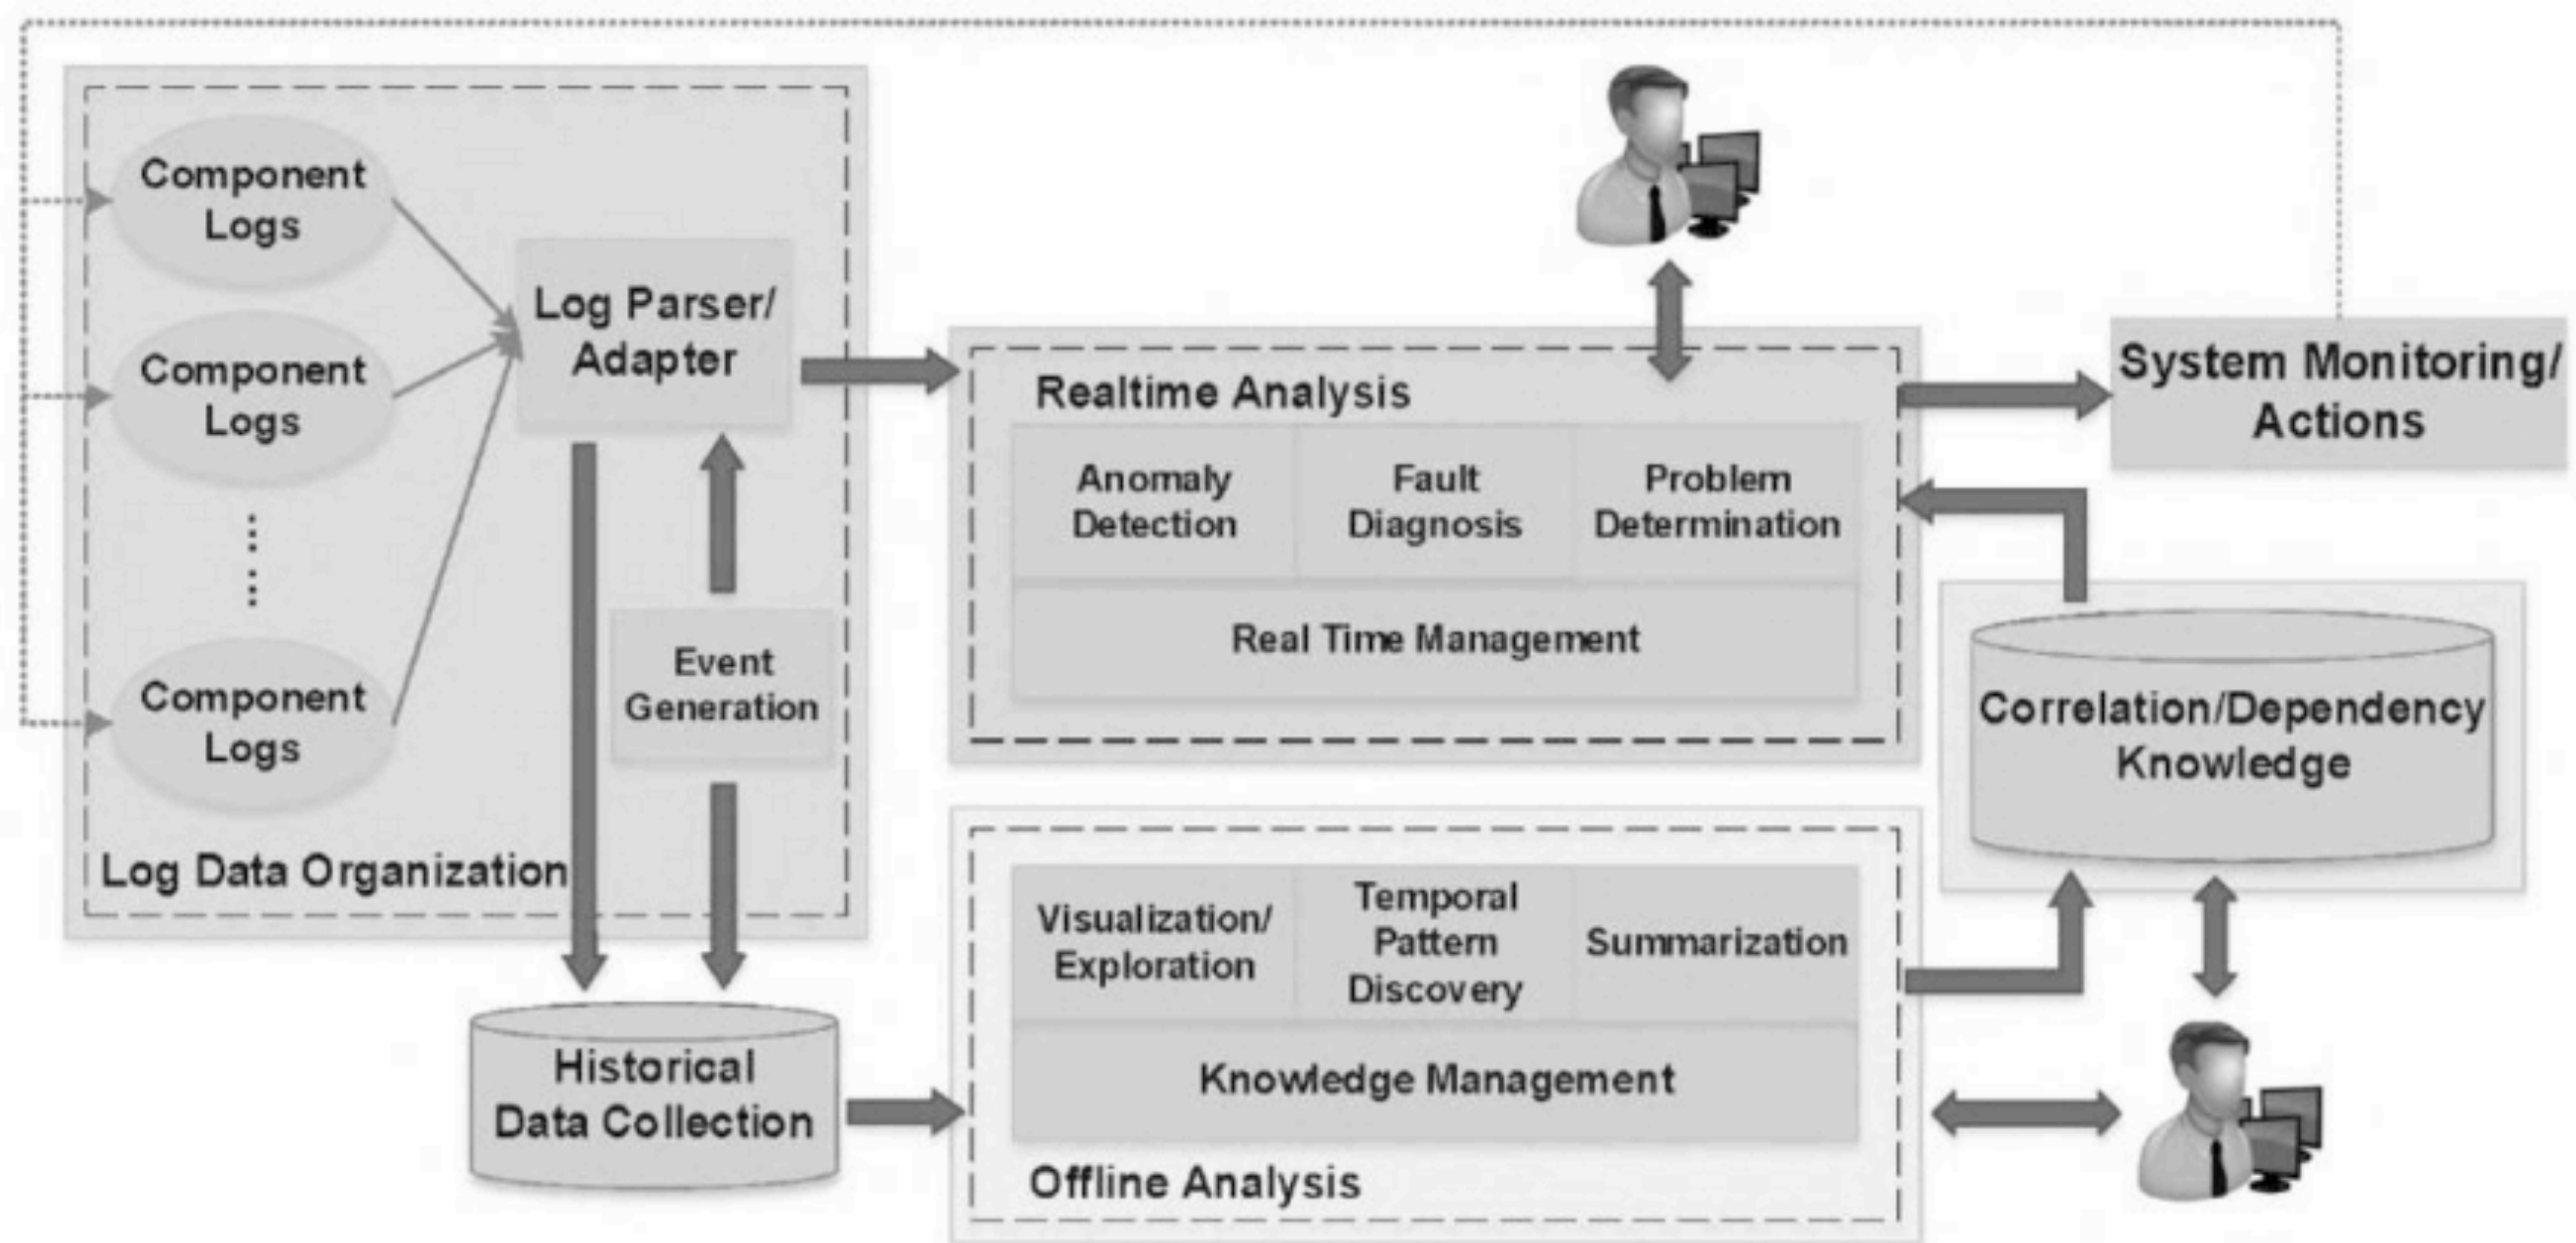 Component
Logs
Component
Logs
Component
Logs
Log Parser/
Adapter
Event
Generation
Log Data Organization
Historical
Data Collection
Realtime Analysis
Anomaly
Detection
Fault
Diagnosis
Problem
Determination
Real Time Management
System Monitoring/
Actions
Correlation/Dependency
Knowledge
Visualization/
Exploration
Temporal
Pattern
Discovery
Summarization
Knowledge Management
Offline Analysis